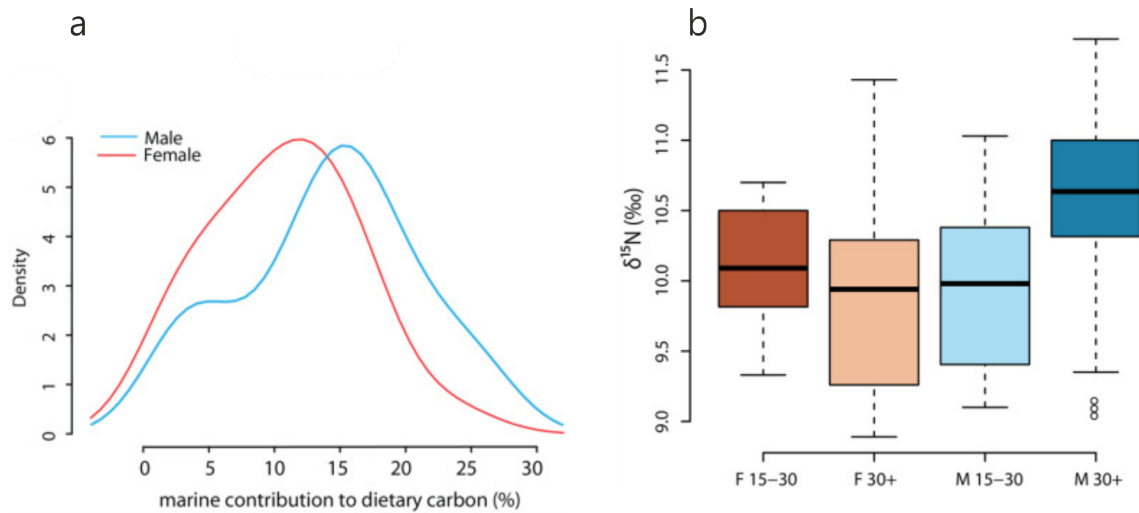 a
Male
Female
Density
0
1
2
3
4
5
6
0
5
10
15
20
25
30
marine contribution to dietary carbon (%)
b
δ¹⁵N (‰)
9.0
9.5
10.0
10.5
11.0
11.5
F 15–30
F 30+
M 15–30
M 30+